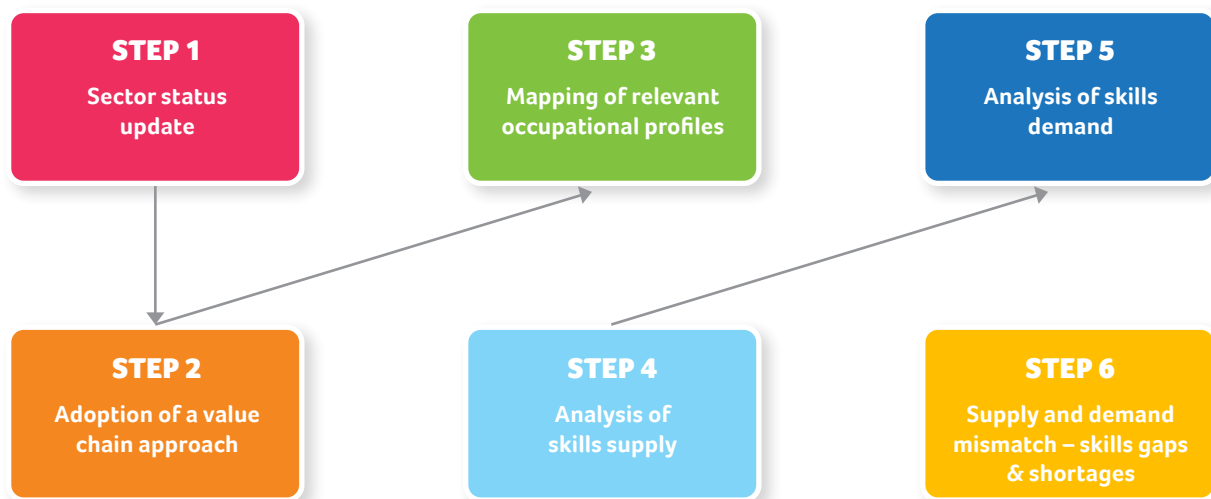 STEP 1
Sector status
update
STEP 2
Adoption of a value
chain approach
STEP 3
Mapping of relevant
occupational profiles
STEP 4
Analysis of
skills supply
STEP 5
Analysis of skills
demand
STEP 6
Supply and demand
mismatch – skills gaps
& shortages